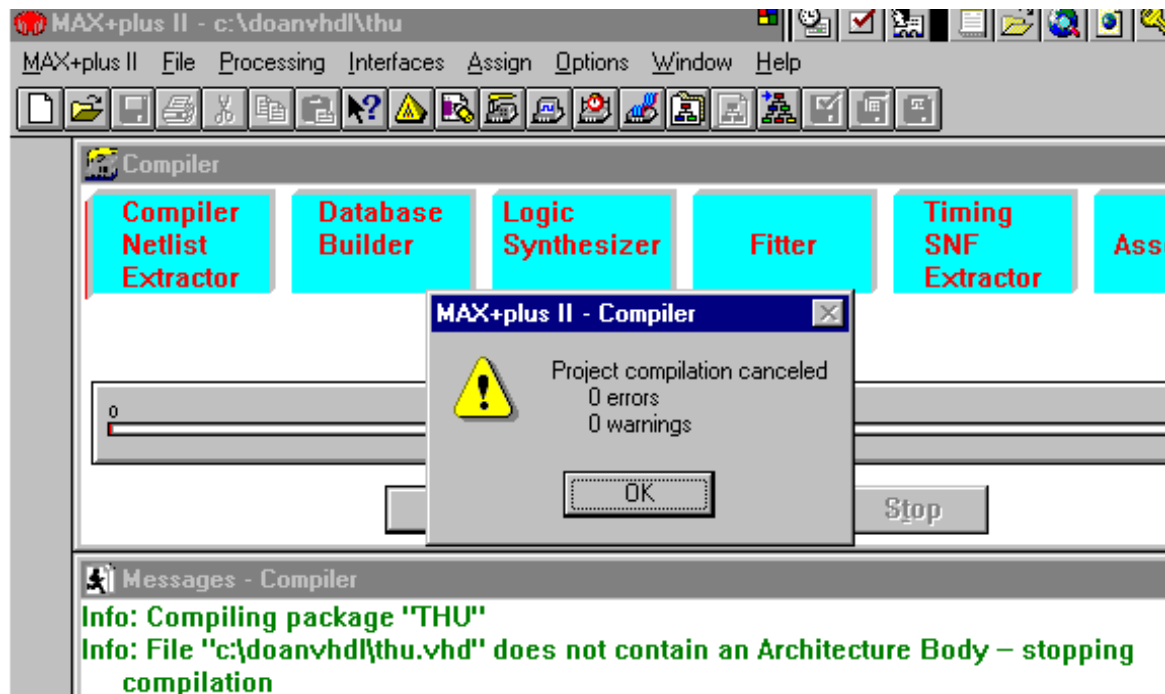 MAX+plus II - c:\doanvhdl\thu
MAX+plus II File Processing Interfaces Assign Options Window Help
Compiler
Compiler Netlist Extractor
Database Builder
Logic Synthesizer
Fitter
Timing SNF Extractor
Ass
MAX+plus II - Compiler
Project compilation canceled
0 errors
0 warnings
OK
0
Stop
Messages - Compiler
Info: Compiling package "THU"
Info: File "c:\doanvhdl\thu.vhd" does not contain an Architecture Body – stopping
compilation